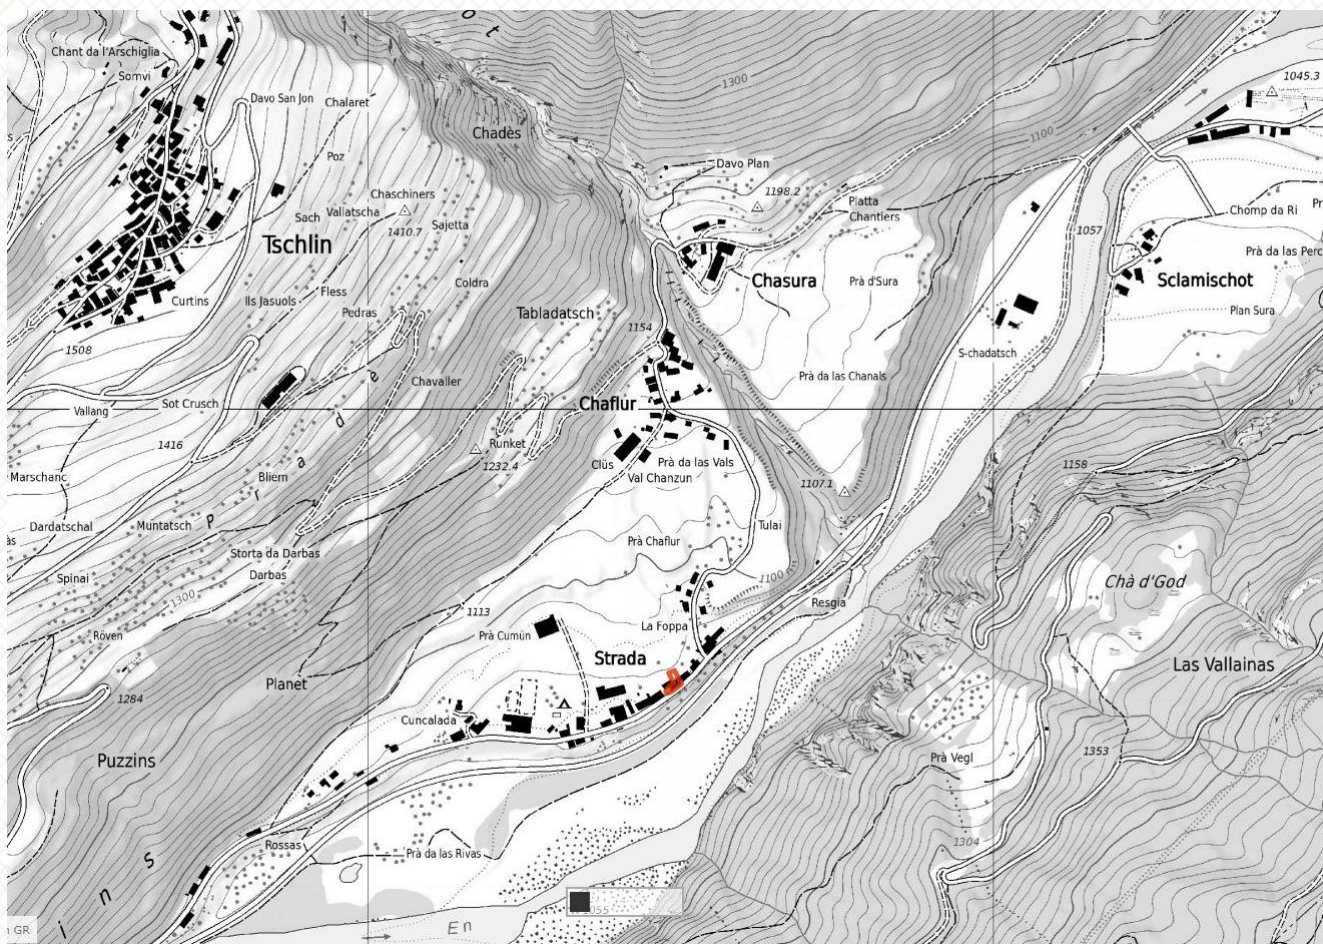 o
t
1045.3
Chant da l'Arschiglia
Somvi
Davo San Jon
Chalaret
1300
Chadès
1100
Poz
Davo Plan
Chaschiners
1198.2
Sach
Vallatscha
Platta
Chantiers
1410.7
Sajetta
Chomp da Ri
Pr
Tschlin
1057
Prà da las Perc
Coldra
Chasura
Prà d'Sura
Sclamischot
Curtins
Ils Jasuols
Fless
Pedras
Tabladatsch
Plan Sura
1154
1508
S-chadatsch
Chavaller
e
Prà da las Chanals
Vallang
Sot Crusch
Chaflur
d
1416
Runket
a
Clüs
Prà da las Vals
1232.4
1158
Marschanc
Bliem
Val Chanzun
1107.1
r
Dardatschal
Muntatsch
P
Tulai
Prà Chaflur
Storta da Darbas
Spinai
Darbas
1100
Chà d'God
1300
1113
Resgia
Röven
Prà Cumün
La Foppa
Strada
Las Vallainas
Planet
1284
Cuncalada
1353
Puzzins
Prà Vegl
Rossas
1304
Prà da las Rivas
s
n
i
1055
En
GR